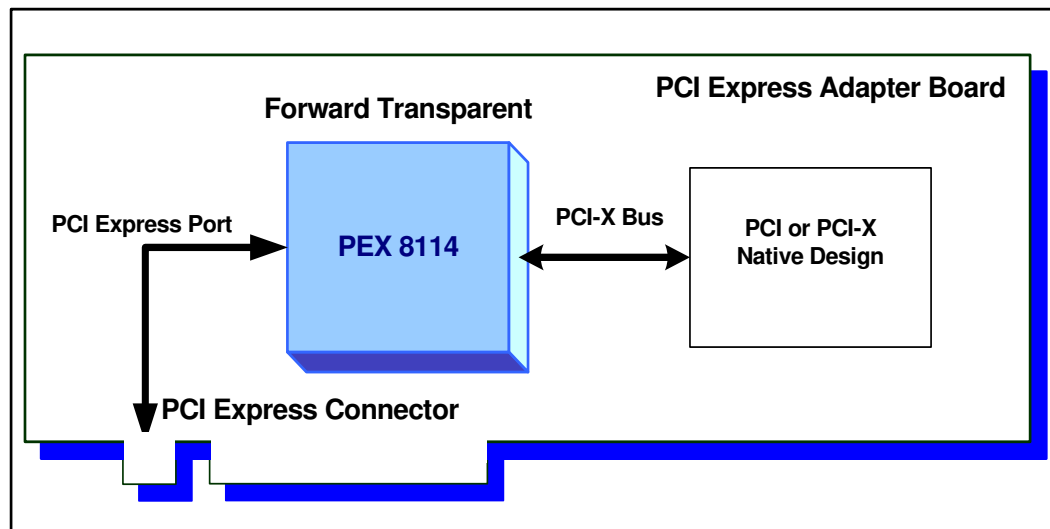 PCI Express Adapter Board
Forward Transparent
PCI Express Port
PEX 8114
PCI-X Bus
PCI or PCI-X
Native Design
PCI Express Connector